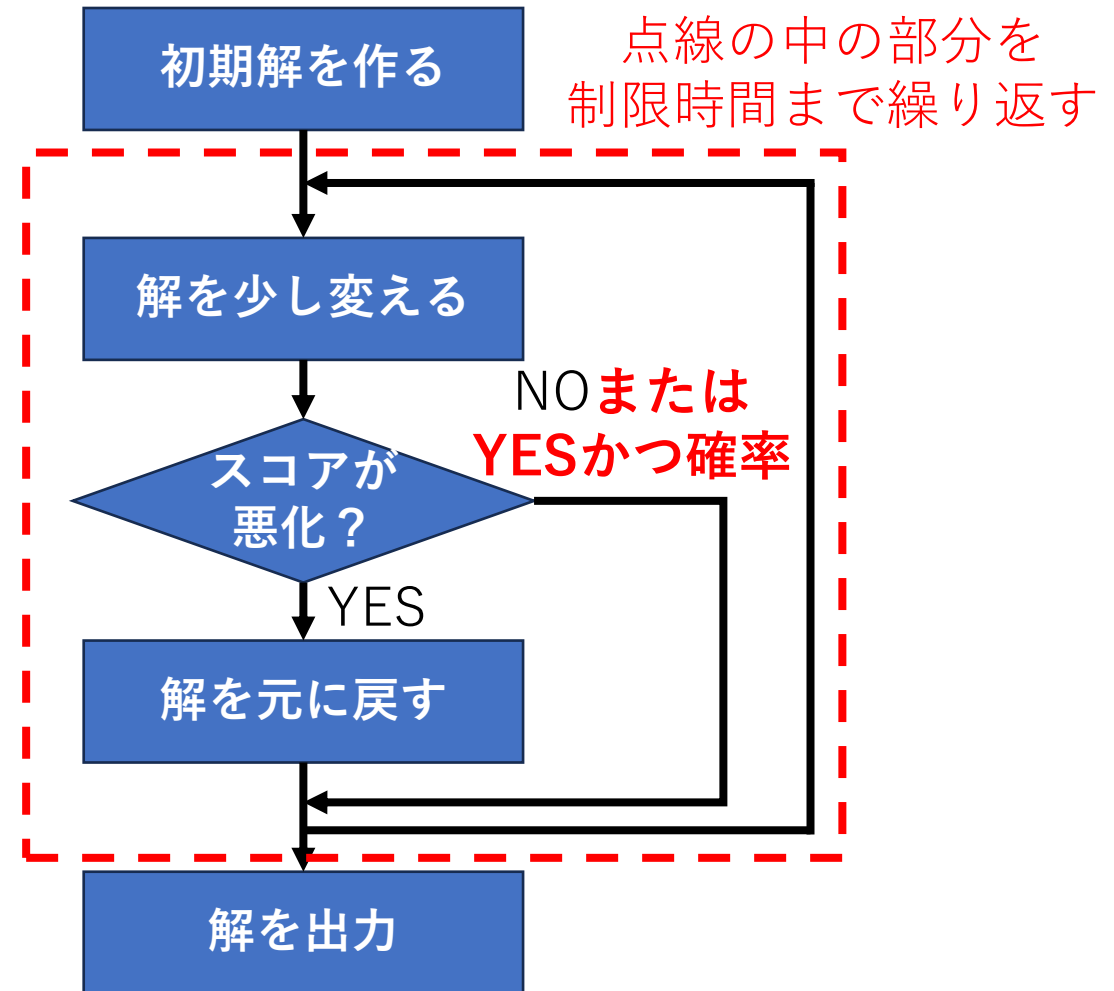 初期解を作る
点線の中の部分を
制限時間まで繰り返す
解を少し変える
NOまたは
YESかつ確率
スコアが
悪化？
YES
解を元に戻す
解を出力